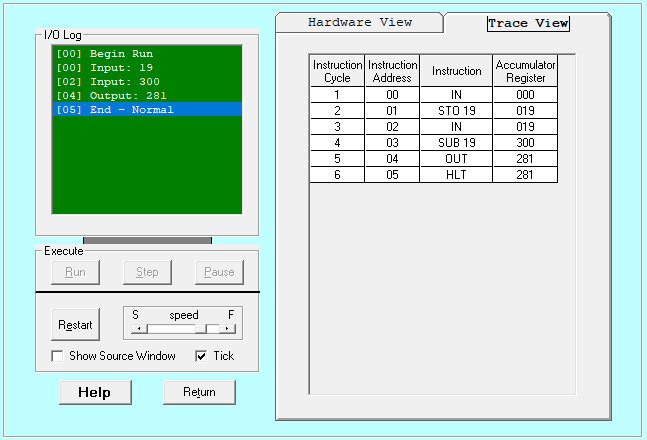 Hardware View
Trace View
I/O Log
[00] Begin Run
[00] Input: 19
[02] Input: 300
[04] Output: 281
[05] End - Normal
Execute
Run Step Pause
Restart
S speed F
Show Source Window Tick
Help Return
Instruction Cycle Instruction Address Instruction Accumulator Register
1 00 IN 000
2 01 STO 19 019
3 02 IN 019
4 03 SUB 19 300
5 04 OUT 281
6 05 HLT 281